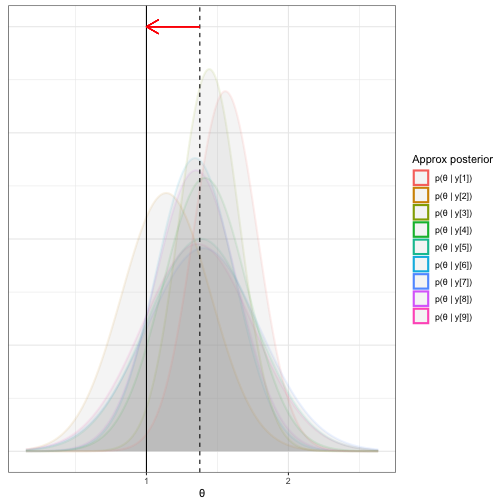 Approx posterior
p(θ | y[1])
p(θ | y[2])
p(θ | y[3])
p(θ | y[4])
p(θ | y[5])
p(θ | y[6])
p(θ | y[7])
p(θ | y[8])
p(θ | y[9])
1 2
θ